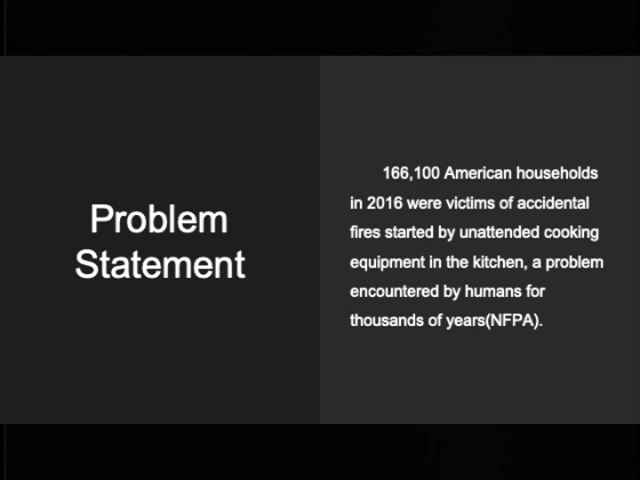 Problem
Statement
166,100 American households
in 2016 were victims of accidental
fires started by unattended cooking
equipment in the kitchen, a problem
encountered by humans for
thousands of years(NFPA).